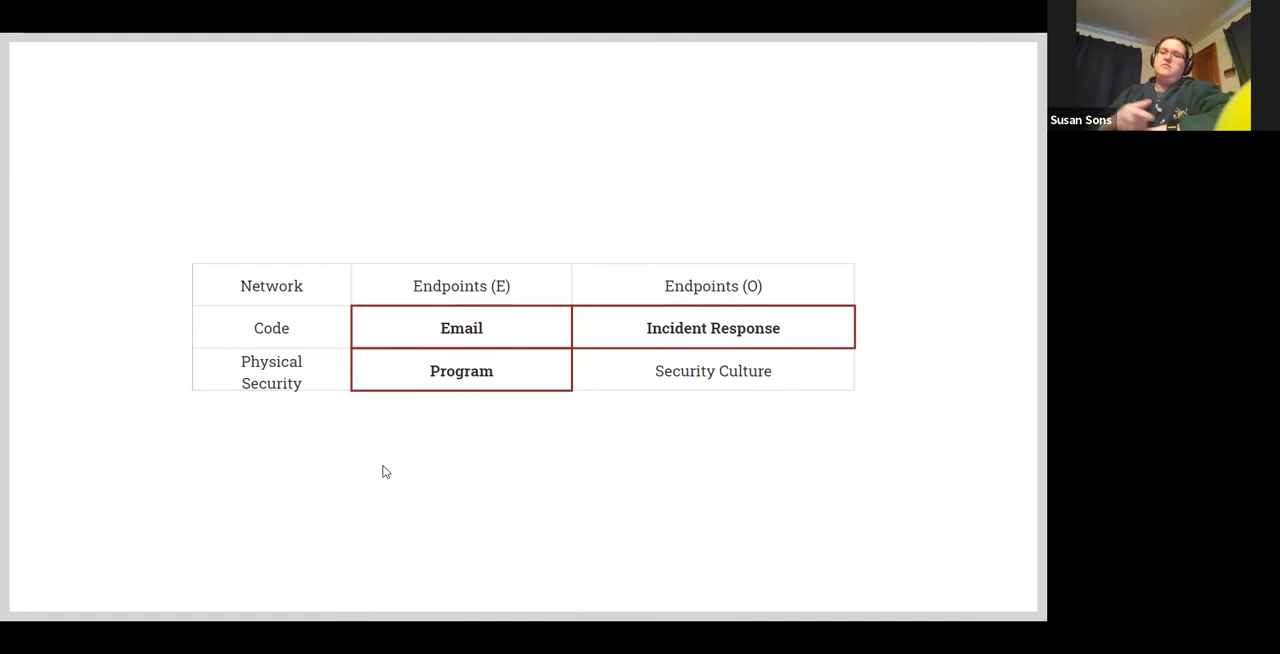 Susan Sons
Network Endpoints (E) Endpoints (O)
Code Email Incident Response
Physical
Security
Program Security Culture